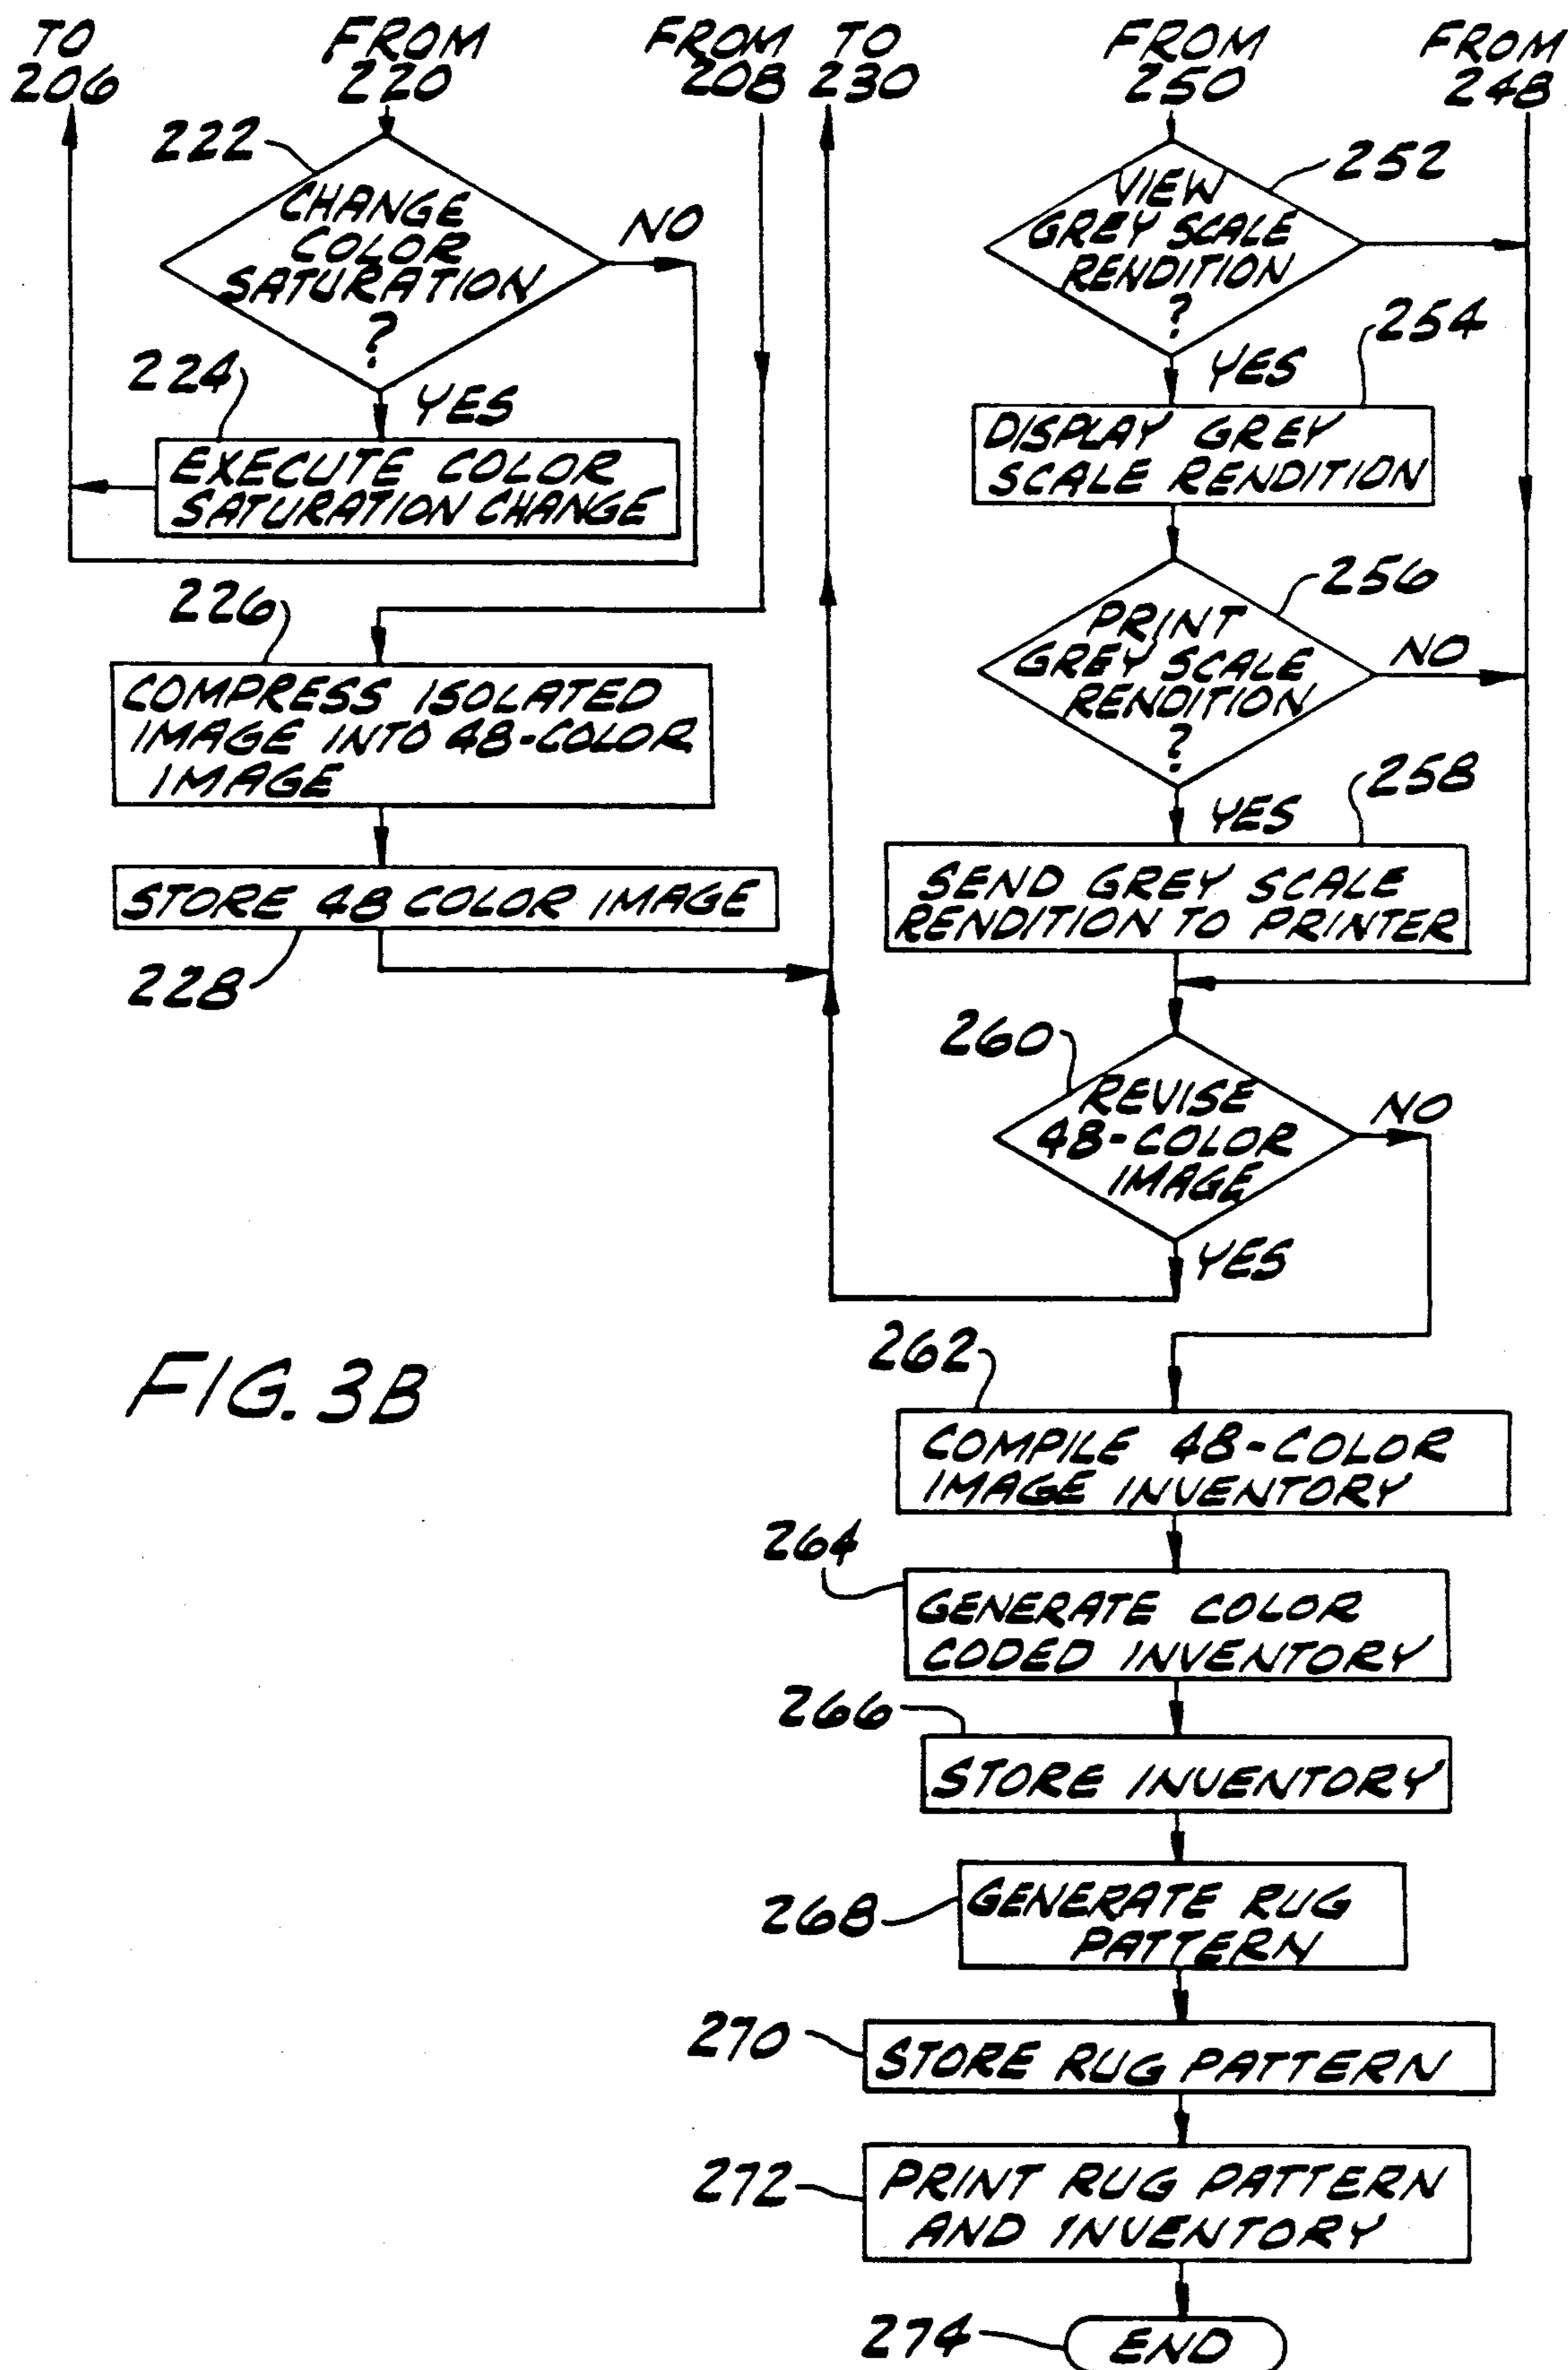 TO
206
FROM
220
FROM
208
TO
230
FROM
250
FROM
248
222
CHANGE
COLOR
SATURATION
?
NO
YES
224
EXECUTE COLOR
SATURATION CHANGE
226
COMPRESS ISOLATED
IMAGE INTO 48-COLOR
IMAGE
STORE 48 COLOR IMAGE
228
252
VIEW
GREY SCALE
RENDITION
?
YES
254
DISPLAY GREY
SCALE RENDITION
256
PRINT
GREY SCALE
RENDITION
?
NO
YES
258
SEND GREY SCALE
RENDITION TO PRINTER
260
REVISE
48-COLOR
IMAGE
NO
YES
FIG. 3B
262
COMPILE 48-COLOR
IMAGE INVENTORY
264
GENERATE COLOR
CODED INVENTORY
266
STORE INVENTORY
268
GENERATE RUG
PATTERN
270
STORE RUG PATTERN
272
PRINT RUG PATTERN
AND INVENTORY
274
END